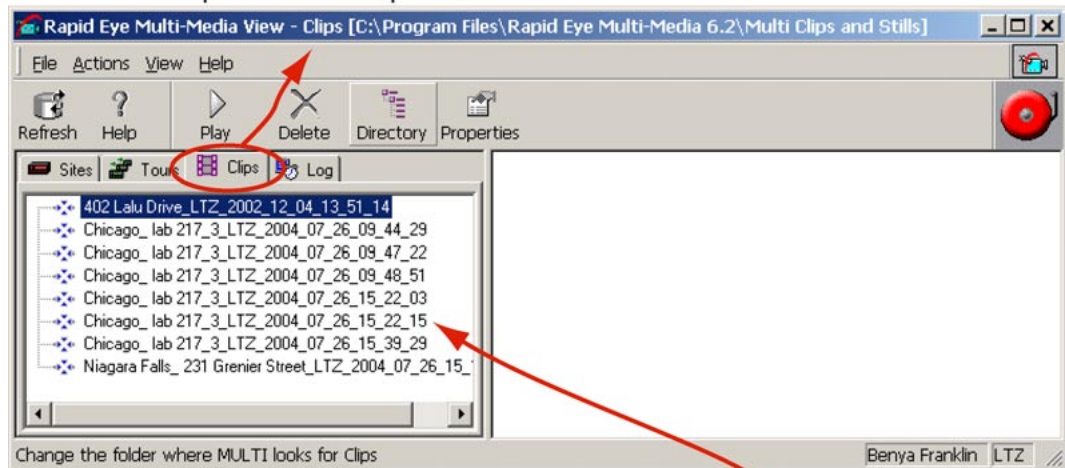 Rapid Eye Multi-Media View - Clips [C:\Program Files\Rapid Eye Multi-Media 6.2\Multi Clips and Stills]
File Actions View Help
Refresh Help Play Delete Directory Properties
Sites Tours Clips Log
402 Lalu Drive_LTZ_2002_12_04_13_51_14
Chicago_ lab 217_3_LTZ_2004_07_26_09_44_29
Chicago_ lab 217_3_LTZ_2004_07_26_09_47_22
Chicago_ lab 217_3_LTZ_2004_07_26_09_48_51
Chicago_ lab 217_3_LTZ_2004_07_26_15_22_03
Chicago_ lab 217_3_LTZ_2004_07_26_15_22_15
Chicago_ lab 217_3_LTZ_2004_07_26_15_39_29
Niagara Falls_ 231 Grenier Street_LTZ_2004_07_26_15_
Change the folder where MULTI looks for Clips Benya Franklin LTZ